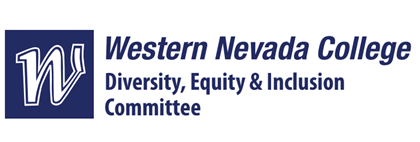 W
Western Nevada College
Diversity, Equity & Inclusion
Committee